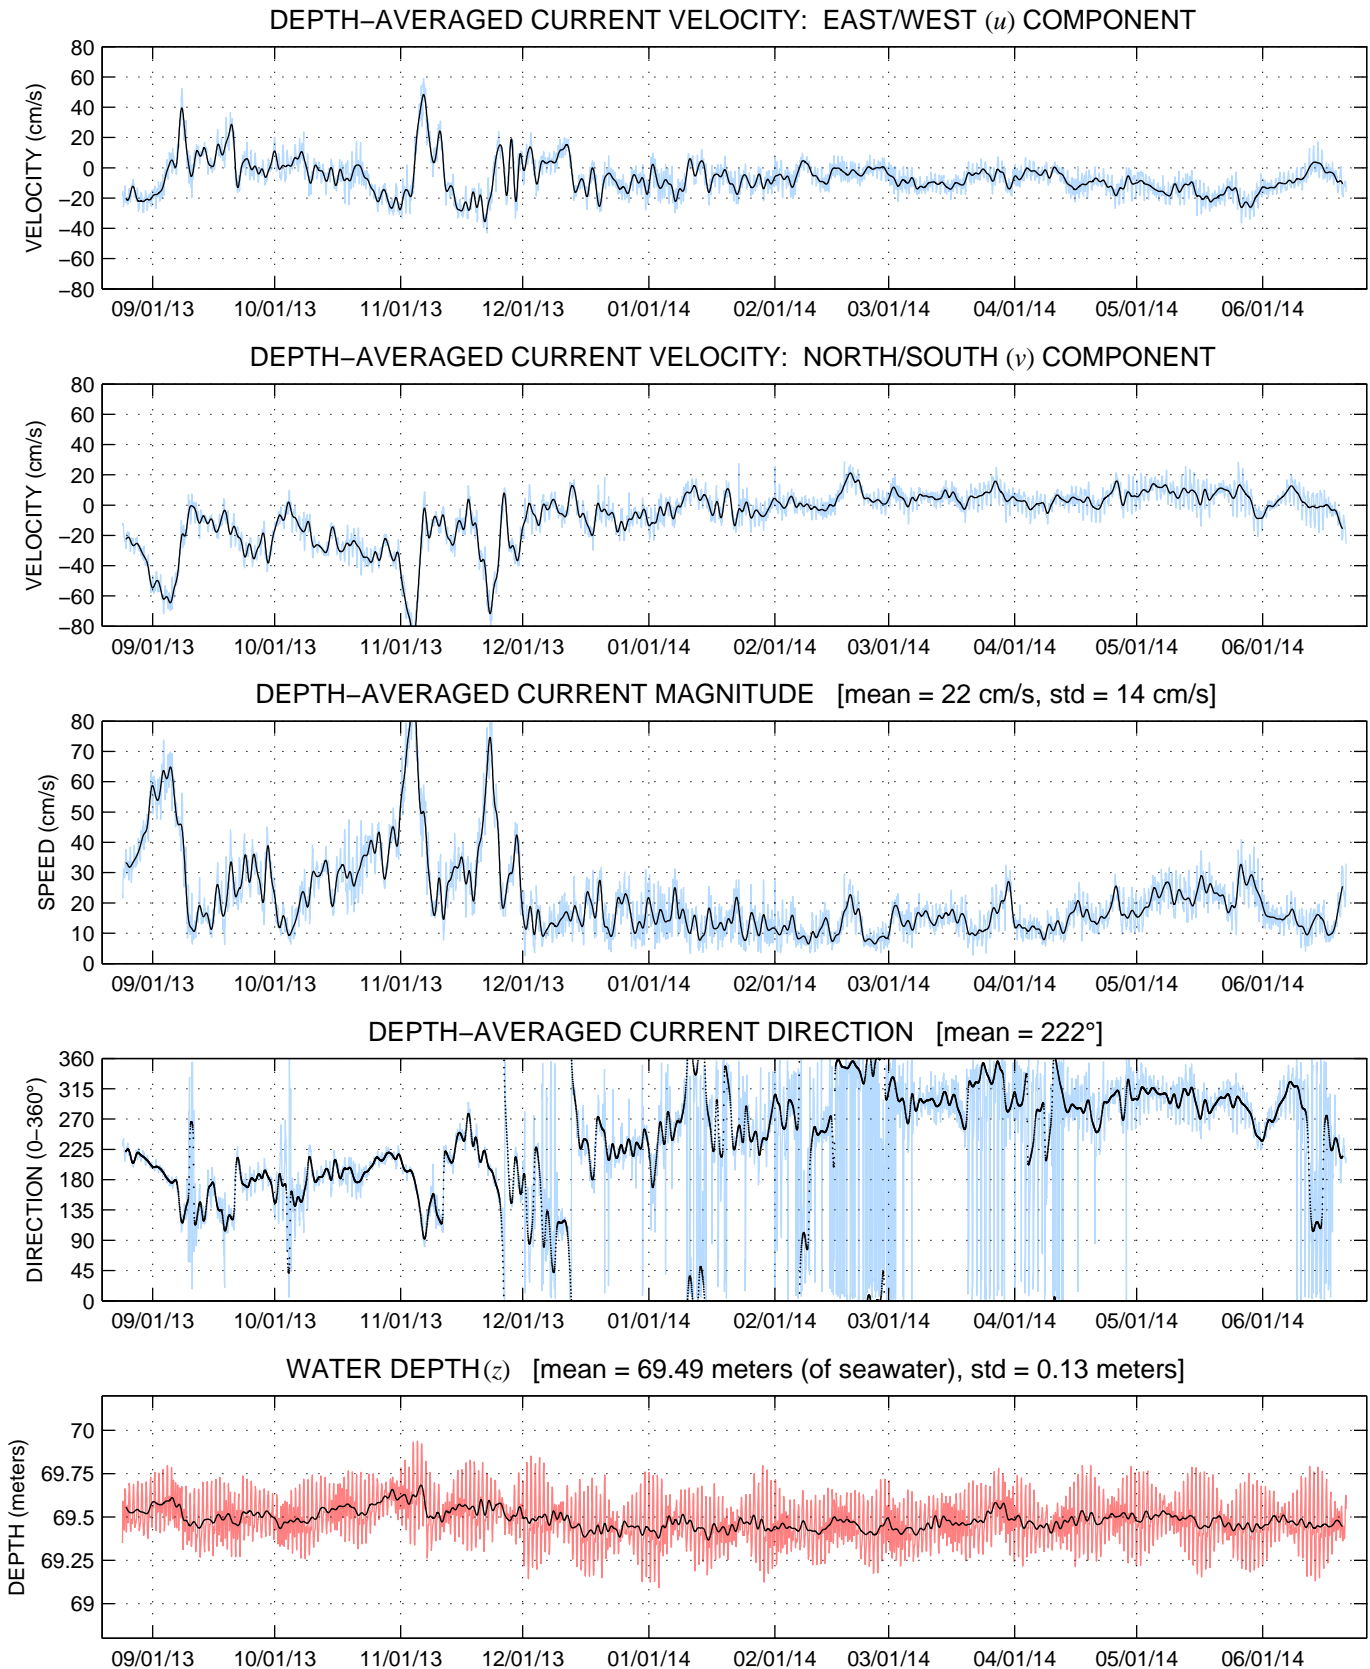 DEPTH−AVERAGED CURRENT VELOCITY: EAST/WEST (u) COMPONENT
VELOCITY (cm/s)
80
60
40
20
0
−20
−40
−60
−80
09/01/13 10/01/13 11/01/13 12/01/13 01/01/14 02/01/14 03/01/14 04/01/14 05/01/14 06/01/14
DEPTH−AVERAGED CURRENT VELOCITY: NORTH/SOUTH (v) COMPONENT
VELOCITY (cm/s)
80
60
40
20
0
−20
−40
−60
−80
09/01/13 10/01/13 11/01/13 12/01/13 01/01/14 02/01/14 03/01/14 04/01/14 05/01/14 06/01/14
DEPTH−AVERAGED CURRENT MAGNITUDE [mean = 22 cm/s, std = 14 cm/s]
SPEED (cm/s)
80
70
60
50
40
30
20
10
0
09/01/13 10/01/13 11/01/13 12/01/13 01/01/14 02/01/14 03/01/14 04/01/14 05/01/14 06/01/14
DEPTH−AVERAGED CURRENT DIRECTION [mean = 222°]
DIRECTION (0−360°)
360
315
270
225
180
135
90
45
0
09/01/13 10/01/13 11/01/13 12/01/13 01/01/14 02/01/14 03/01/14 04/01/14 05/01/14 06/01/14
WATER DEPTH(z) [mean = 69.49 meters (of seawater), std = 0.13 meters]
DEPTH (meters)
70
69.75
69.5
69.25
69
09/01/13 10/01/13 11/01/13 12/01/13 01/01/14 02/01/14 03/01/14 04/01/14 05/01/14 06/01/14